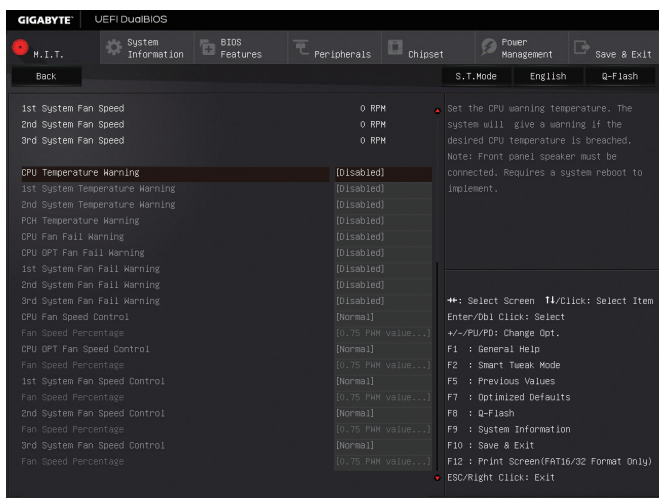 GIGABYTE™ UEFI DualBIOS
M.I.T.
System Information
BIOS Features
Peripherals
Chipset
Power Management
Save & Exit
Back
S.T.Mode English Q-Flash
1st System Fan Speed 0 RPM
2nd System Fan Speed 0 RPM
3rd System Fan Speed 0 RPM
CPU Temperature Warning [Disabled]
1st System Temperature Warning [Disabled]
2nd System Temperature Warning [Disabled]
PCH Temperature Warning [Disabled]
CPU Fan Fail Warning [Disabled]
CPU OPT Fan Fail Warning [Disabled]
1st System Fan Fail Warning [Disabled]
2nd System Fan Fail Warning [Disabled]
3rd System Fan Fail Warning [Disabled]
CPU Fan Speed Control [Normal]
Fan Speed Percentage [0.75 PWM value...]
CPU OPT Fan Speed Control [Normal]
Fan Speed Percentage [0.75 PWM value...]
1st System Fan Speed Control [Normal]
Fan Speed Percentage [0.75 PWM value...]
2nd System Fan Speed Control [Normal]
Fan Speed Percentage [0.75 PWM value...]
3rd System Fan Speed Control [Normal]
Fan Speed Percentage [0.75 PWM value...]
Set the CPU warning temperature. The
system will give a warning if the
desired CPU temperature is breached.
Note: Front panel speaker must be
connected. Requires a system reboot to
implement.
→←: Select Screen ↑↓/Click: Select Item
Enter/Dbl Click: Select
+/-/PU/PD: Change Opt.
F1 : General Help
F2 : Smart Tweak Mode
F5 : Previous Values
F7 : Optimized Defaults
F8 : Q-Flash
F9 : System Information
F10 : Save & Exit
F12 : Print Screen(FAT16/32 Format Only)
ESC/Right Click: Exit